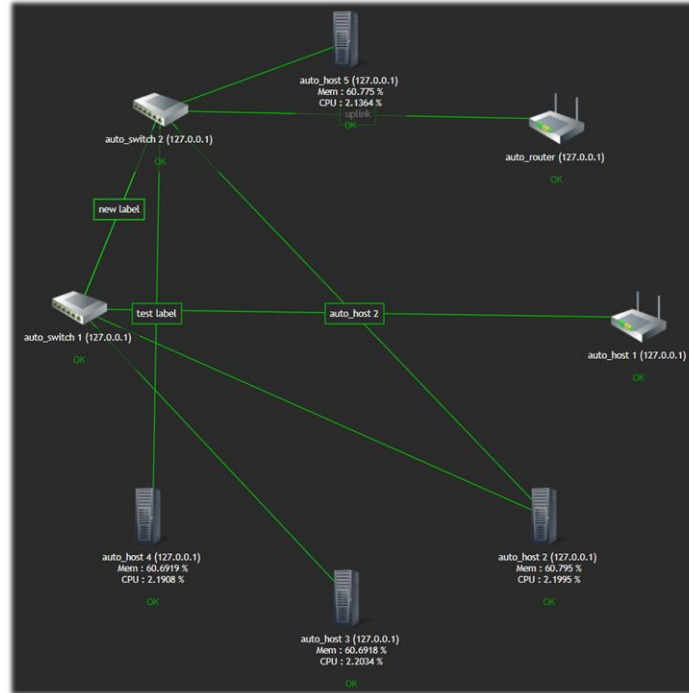 auto_host 5 (127.0.0.1)
Mem : 60.775 %
CPU : 2.1364 %
uplink
OK
auto_switch 2 (127.0.0.1)
OK
auto_router (127.0.0.1)
OK
new label
test label
auto_host 2
auto_switch 1 (127.0.0.1)
OK
auto_host 1 (127.0.0.1)
OK
auto_host 4 (127.0.0.1)
Mem : 60.6919 %
CPU : 2.1908 %
OK
auto_host 2 (127.0.0.1)
Mem : 60.795 %
CPU : 2.1995 %
OK
auto_host 3 (127.0.0.1)
Mem : 60.6918 %
CPU : 2.2034 %
OK